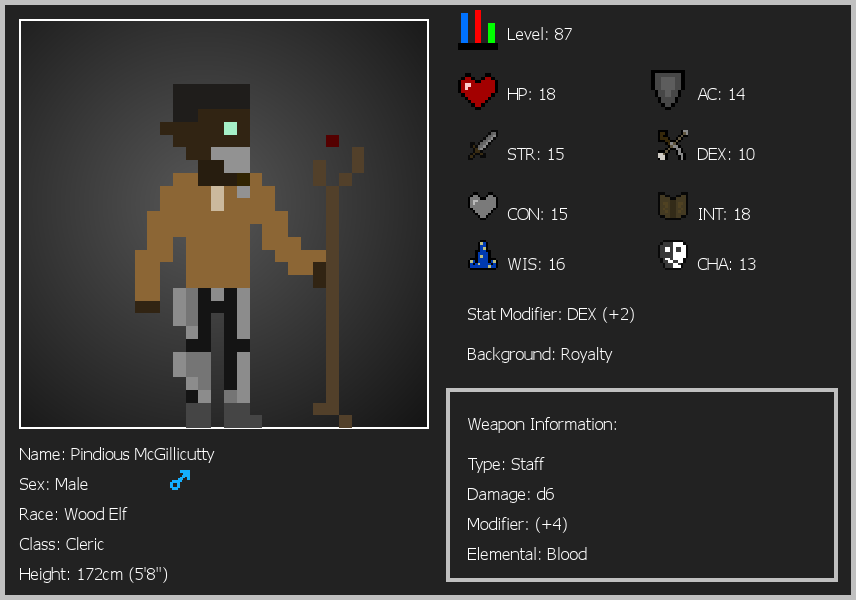 Level: 87
HP: 18
AC: 14
STR: 15
DEX: 10
CON: 15
INT: 18
WIS: 16
CHA: 13
Stat Modifier: DEX (+2)
Background: Royalty
Weapon Information:
Type: Staff
Damage: d6
Modifier: (+4)
Elemental: Blood
Name: Pindious McGillicutty
Sex: Male
Race: Wood Elf
Class: Cleric
Height: 172cm (5'8")